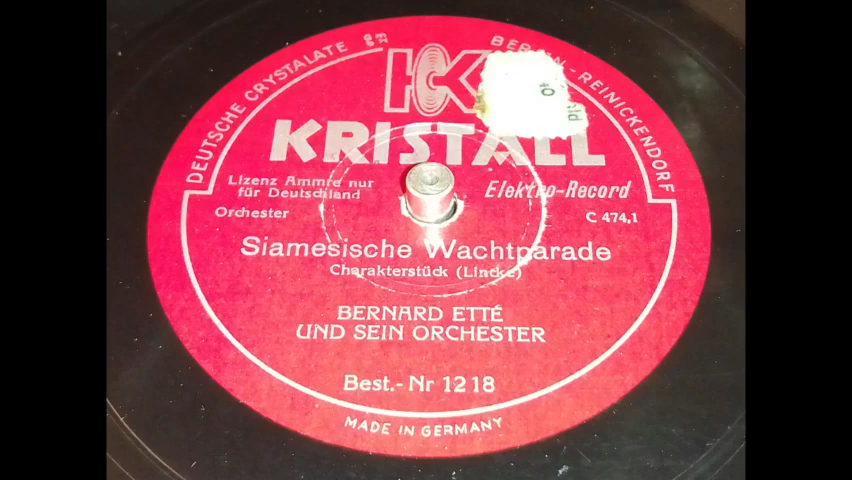 DEUTSCHE CRYSTALATE
BERLIN - REINICKENDORF
K
KRISTALL
Lizenz Ammre nur
für Deutschland
Elektro-Record
Orchester
C 474,1
Siamesische Wachtparade
Charakterstück (Lincke)
BERNARD ETTÉ
UND SEIN ORCHESTER
Best.- Nr 1218
MADE IN GERMANY